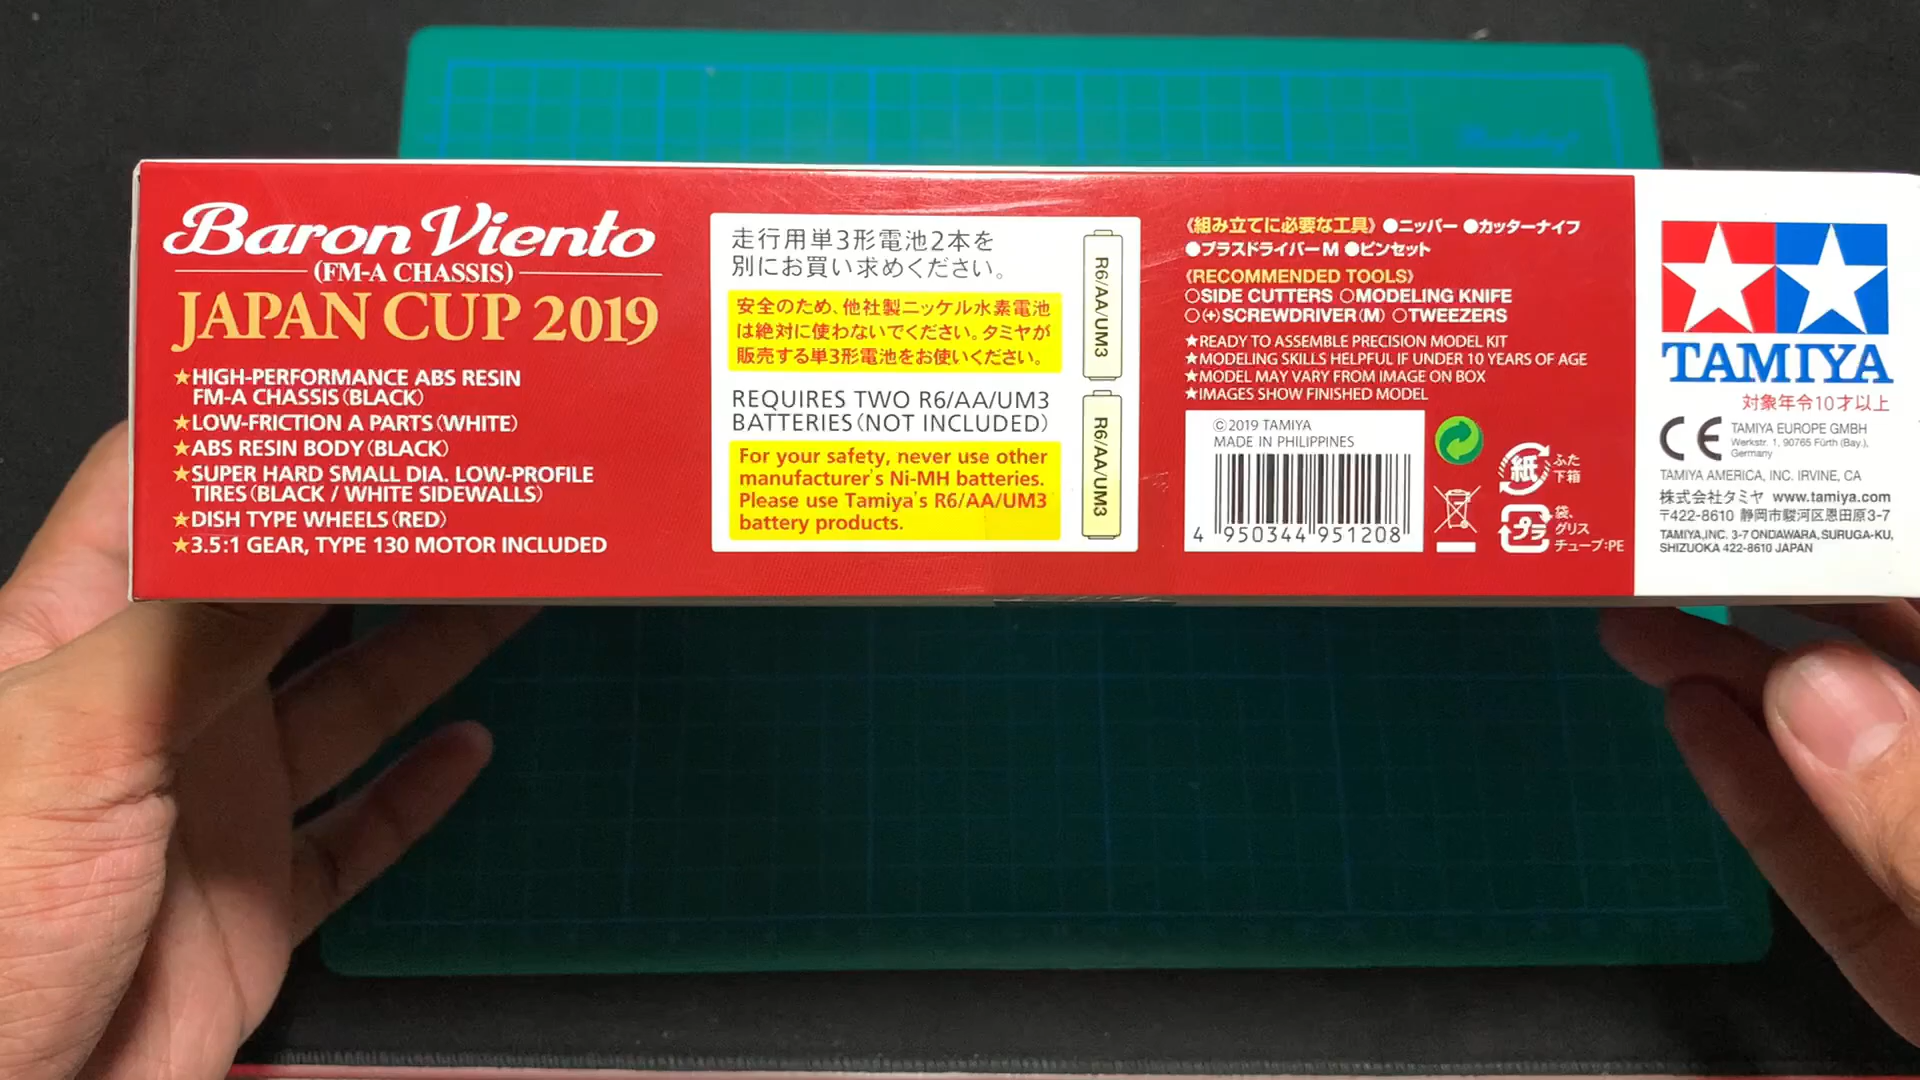 Baron Viento
(FM-A CHASSIS)
JAPAN CUP 2019
★HIGH-PERFORMANCE ABS RESIN
FM-A CHASSIS (BLACK)
★LOW-FRICTION A PARTS (WHITE)
★ABS RESIN BODY (BLACK)
★SUPER HARD SMALL DIA. LOW-PROFILE
TIRES (BLACK / WHITE SIDEWALLS)
★DISH TYPE WHEELS (RED)
★3.5:1 GEAR, TYPE 130 MOTOR INCLUDED
走行用単3形電池2本を
別にお買い求めください。
安全のため、他社製ニッケル水素電池
は絶対に使わないでください。タミヤが
販売する単3形電池をお使いください。
REQUIRES TWO R6/AA/UM3
BATTERIES (NOT INCLUDED)
For your safety, never use other
manufacturer's Ni-MH batteries.
Please use Tamiya's R6/AA/UM3
battery products.
R6/AA/UM3
R6/AA/UM3
《組み立てに必要な工具》 ●ニッパー ●カッターナイフ
●プラスドライバーM ●ピンセット
《RECOMMENDED TOOLS》
○SIDE CUTTERS ○MODELING KNIFE
○(+)SCREWDRIVER (M) ○TWEEZERS
★READY TO ASSEMBLE PRECISION MODEL KIT
★MODELING SKILLS HELPFUL IF UNDER 10 YEARS OF AGE
★MODEL MAY VARY FROM IMAGE ON BOX
★IMAGES SHOW FINISHED MODEL
©2019 TAMIYA
MADE IN PHILIPPINES
4 950344 951208
紙 ふた
下箱
プラ 袋、
グリス
チューブ:PE
TAMIYA
対象年令10才以上
CE TAMIYA EUROPE GMBH
Werkstr. 1, 90765 Fürth (Bay.),
Germany
TAMIYA AMERICA, INC. IRVINE, CA
株式会社タミヤ www.tamiya.com
〒422-8610 静岡市駿河区恩田原3-7
TAMIYA,INC. 3-7 ONDAWARA, SURUGA-KU,
SHIZUOKA 422-8610 JAPAN